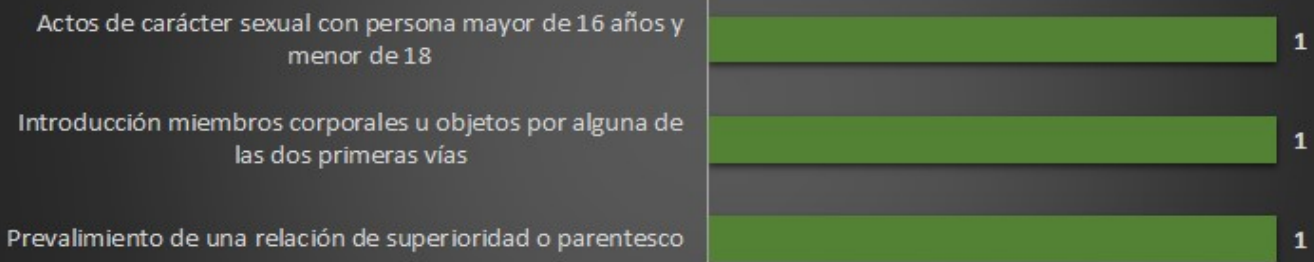 Actos de carácter sexual con persona mayor de 16 años y
menor de 18
1
Introducción miembros corporales u objetos por alguna de
las dos primeras vías
1
Prevalimiento de una relación de superioridad o parentesco
1